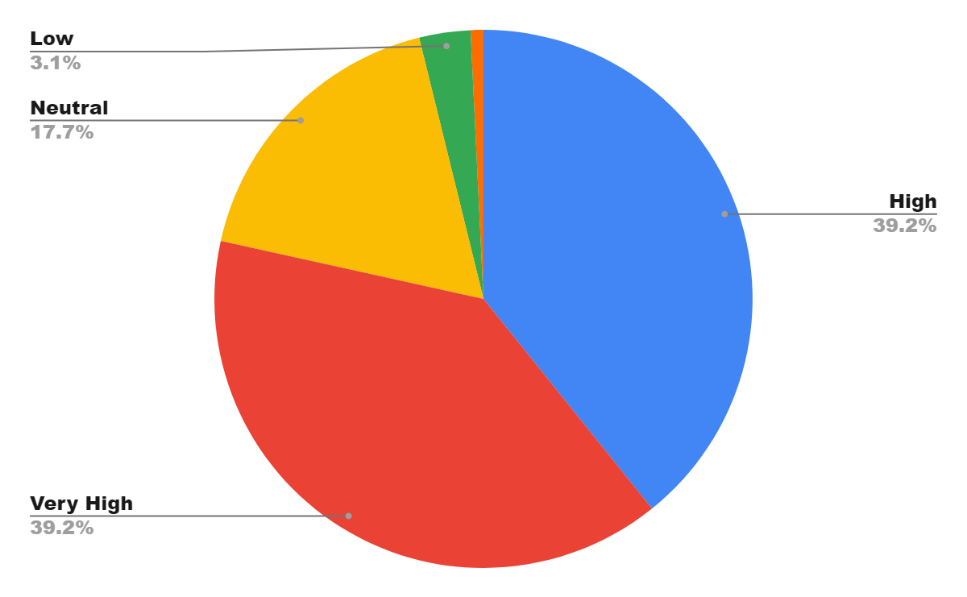 Low
3.1%
Neutral
17.7%
High
39.2%
Very High
39.2%